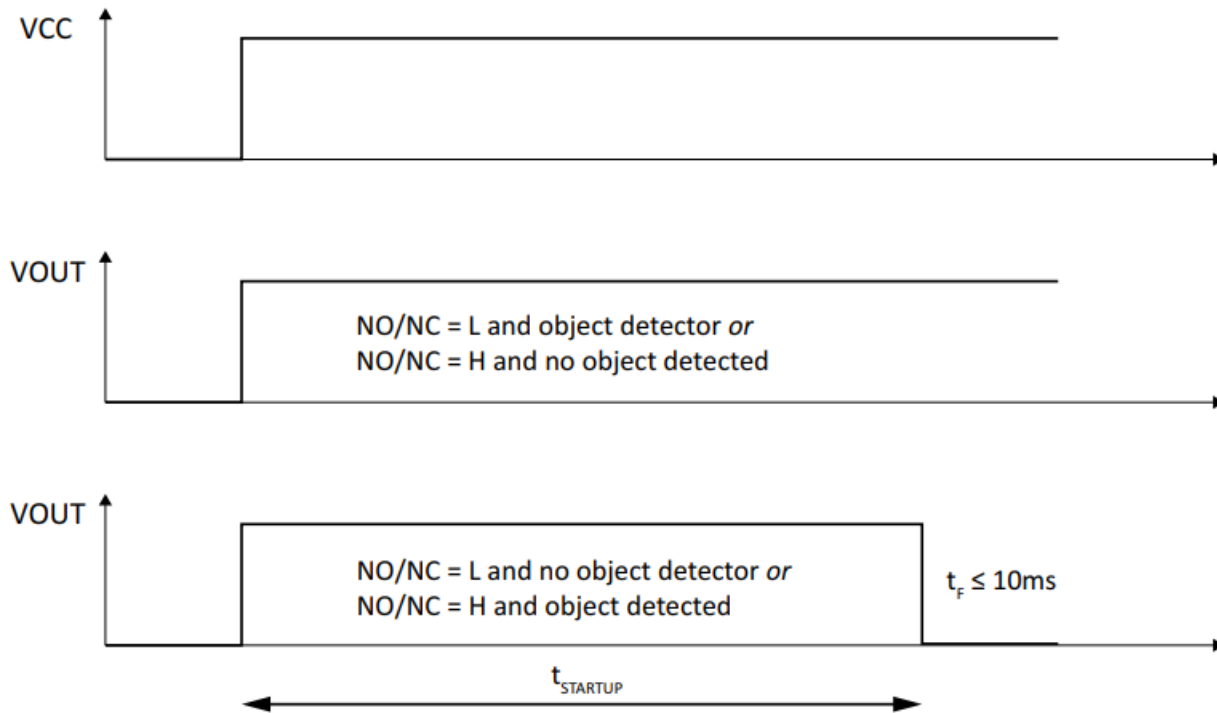 VCC
VOUT
NO/NC = L and object detector or
NO/NC = H and no object detected
VOUT
NO/NC = L and no object detector or
NO/NC = H and object detected
tF ≤ 10ms
tSTARTUP